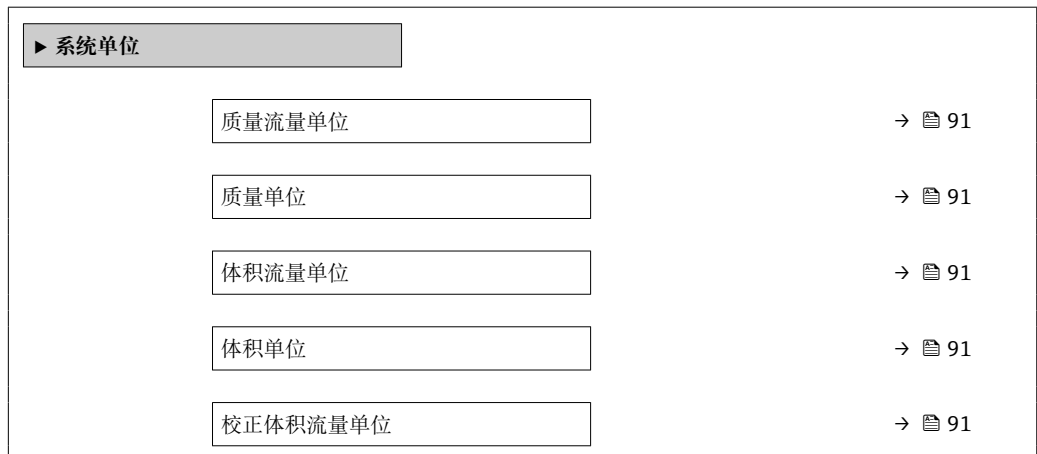 ▶ 系统单位
质量流量单位 → 91
质量单位 → 91
体积流量单位 → 91
体积单位 → 91
校正体积流量单位 → 91